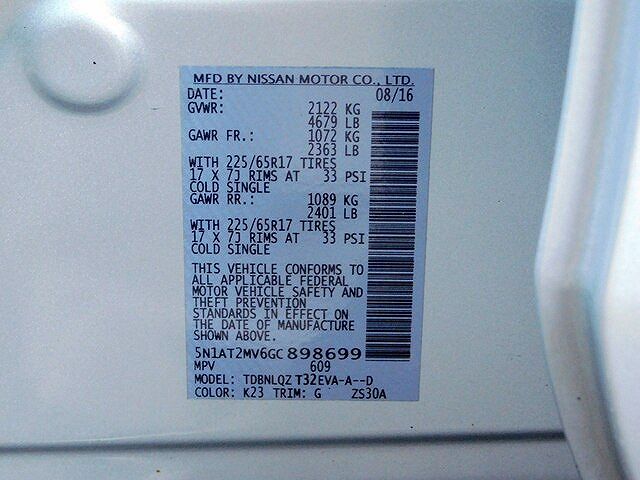 MFD BY NISSAN MOTOR CO., LTD.
DATE: 08/16
GVWR: 2122 KG
4679 LB
GAWR FR.: 1072 KG
2363 LB
WITH 225/65R17 TIRES
17 X 7J RIMS AT 33 PSI
COLD SINGLE
GAWR RR.: 1089 KG
2401 LB
WITH 225/65R17 TIRES
17 X 7J RIMS AT 33 PSI
COLD SINGLE
THIS VEHICLE CONFORMS TO
ALL APPLICABLE FEDERAL
MOTOR VEHICLE SAFETY AND
THEFT PREVENTION
STANDARDS IN EFFECT ON
THE DATE OF MANUFACTURE
SHOWN ABOVE.
5N1AT2MV6GC898699
MPV 609
MODEL: TDBNLQZ T32EVA-A--D
COLOR: K23 TRIM: G ZS30A